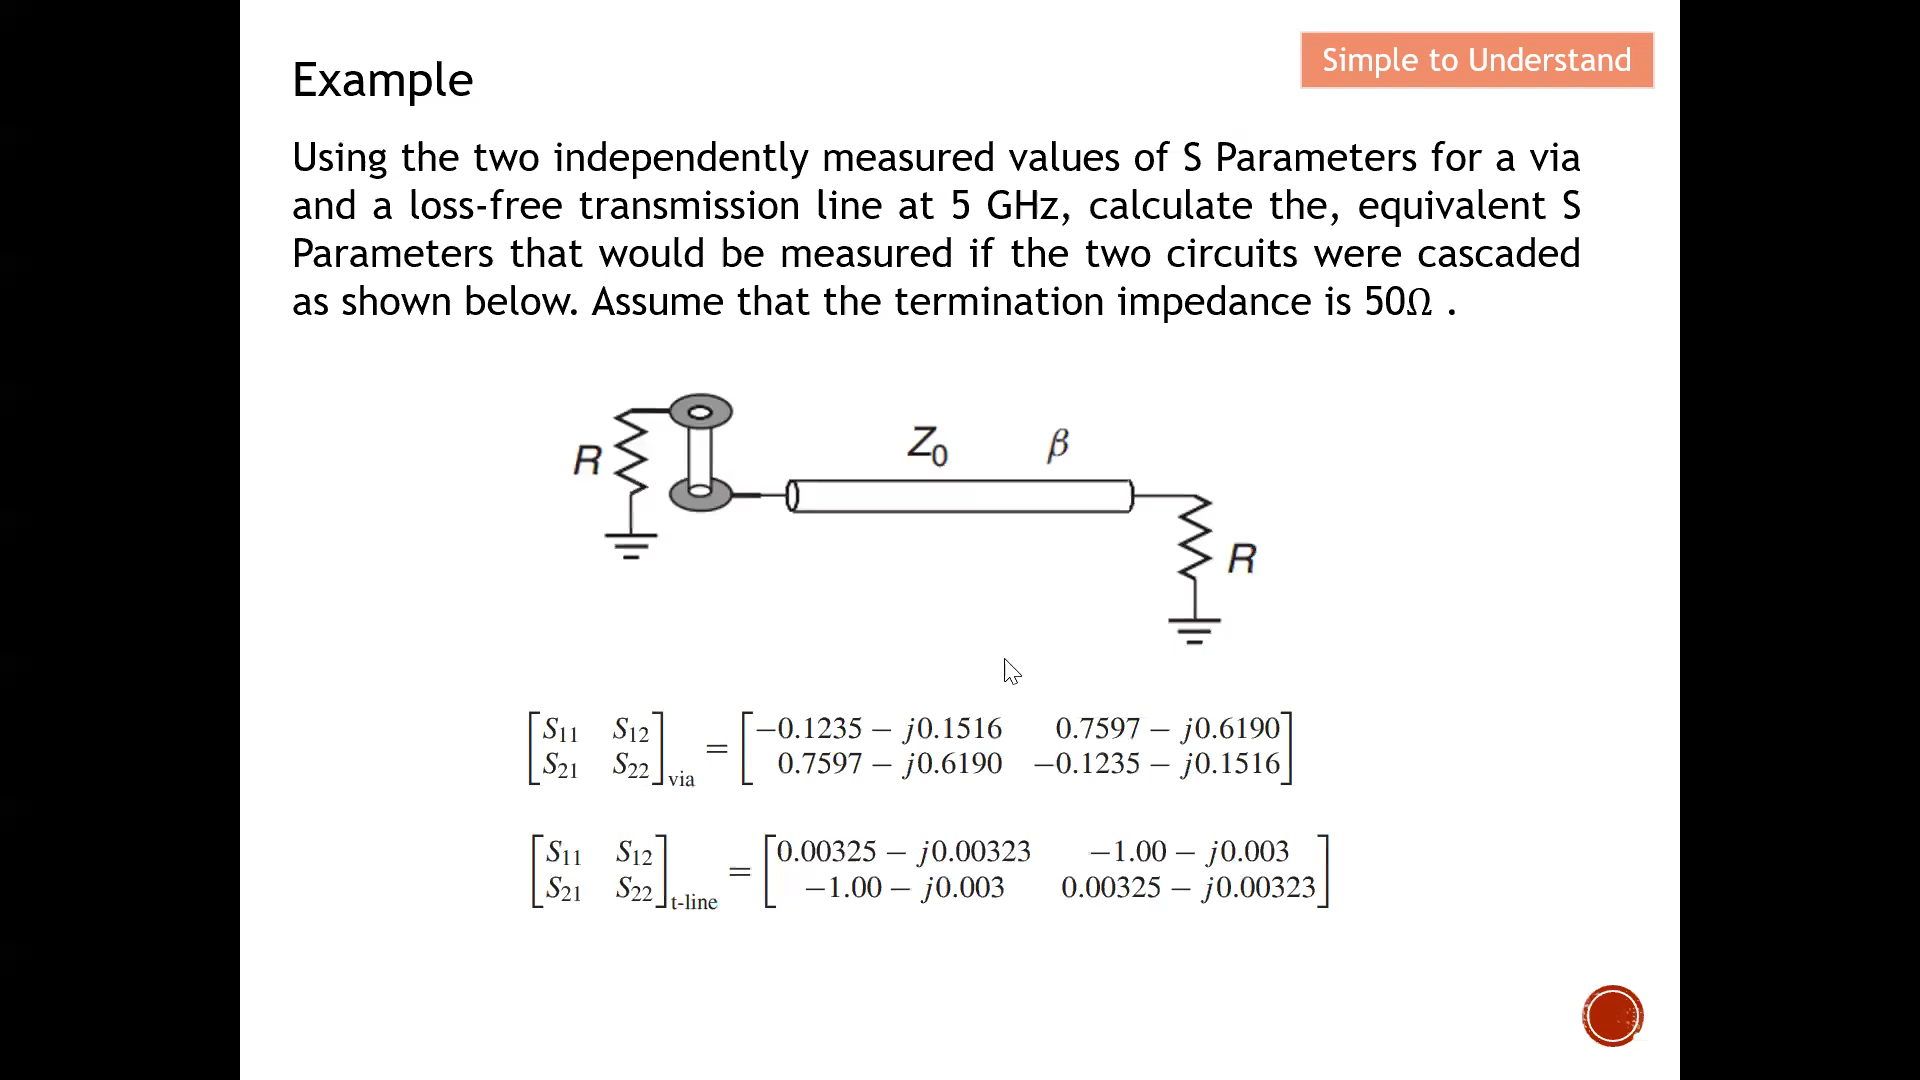 Simple to Understand
Example
Using the two independently measured values of S Parameters for a via
and a loss-free transmission line at 5 GHz, calculate the, equivalent S
Parameters that would be measured if the two circuits were cascaded
as shown below. Assume that the termination impedance is 50Ω .
Z0 β
R
R
[S11 S12
S21 S22]via = [−0.1235 − j0.1516 0.7597 − j0.6190
0.7597 − j0.6190 −0.1235 − j0.1516]
[S11 S12
S21 S22]t-line = [0.00325 − j0.00323 −1.00 − j0.003
−1.00 − j0.003 0.00325 − j0.00323]